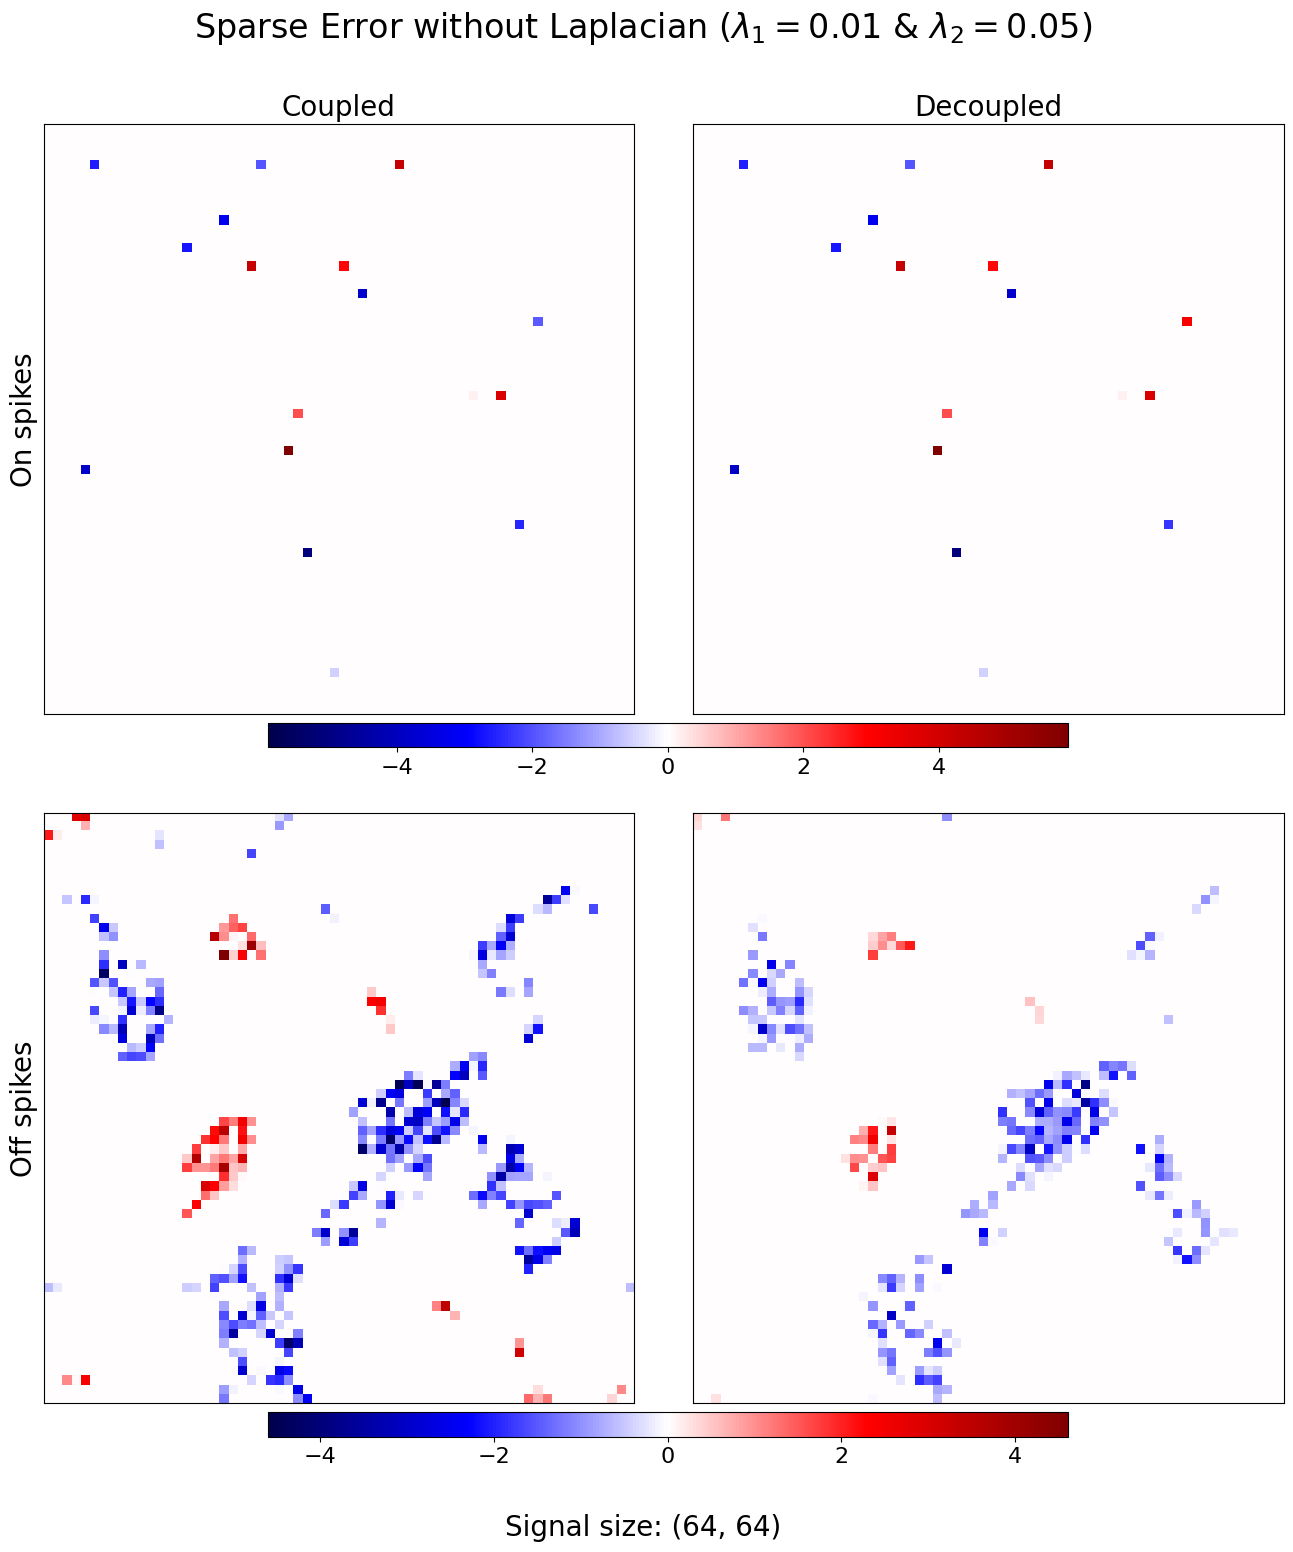 Sparse Error without Laplacian (λ₁ = 0.01 & λ₂ = 0.05)
Coupled
Decoupled
On spikes
−4 −2 0 2 4
Off spikes
−4 −2 0 2 4
Signal size: (64, 64)